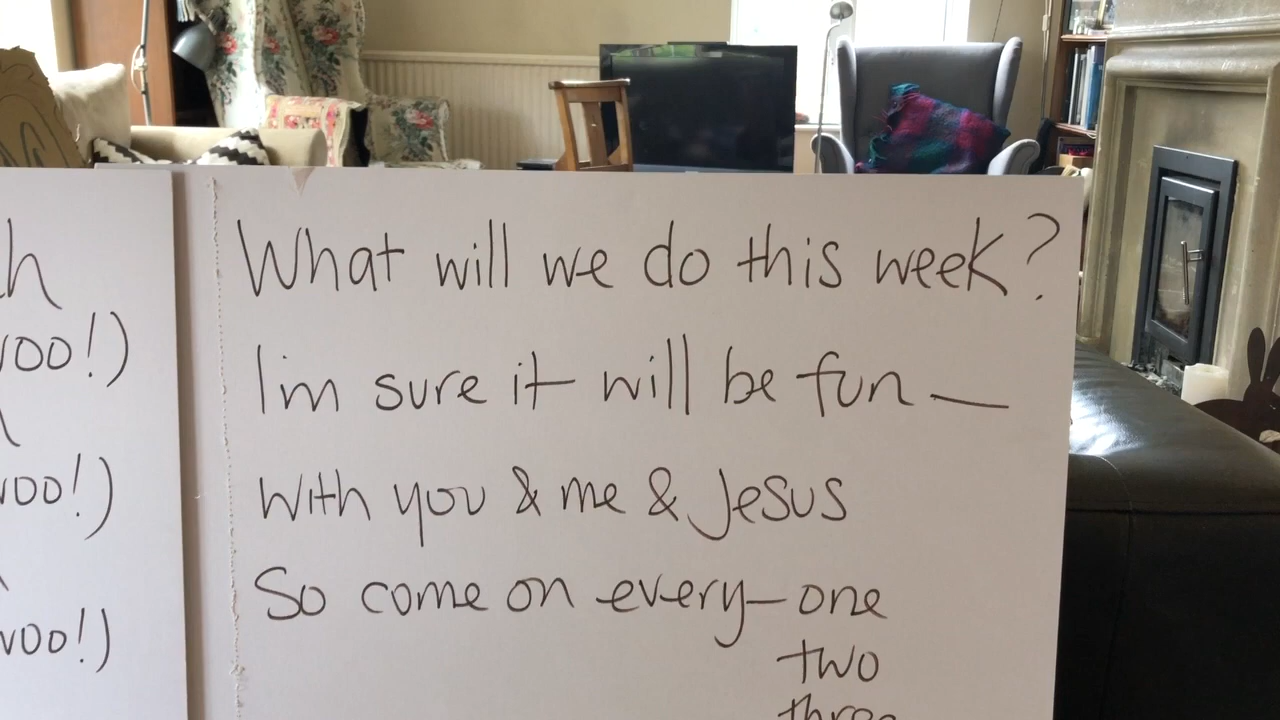 What will we do this week?
I'm sure it will be fun —
With you & me & Jesus
So come on every-one
two
three